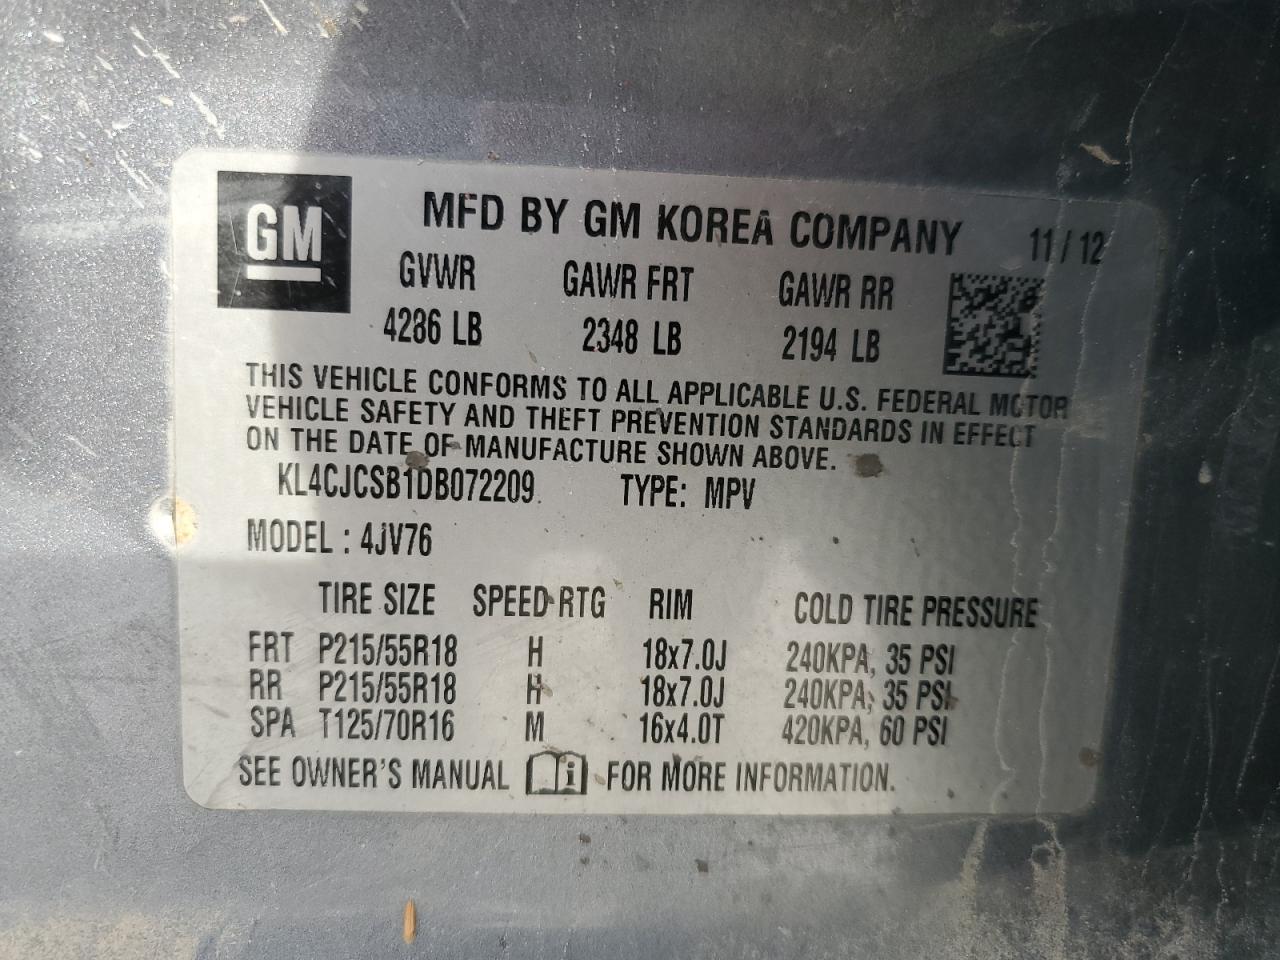 GM
MFD BY GM KOREA COMPANY 11/12
GVWR GAWR FRT GAWR RR
4286 LB 2348 LB 2194 LB
THIS VEHICLE CONFORMS TO ALL APPLICABLE U.S. FEDERAL MOTOR
VEHICLE SAFETY AND THEFT PREVENTION STANDARDS IN EFFECT
ON THE DATE OF MANUFACTURE SHOWN ABOVE.
KL4CJCSB1DB072209 TYPE: MPV
MODEL : 4JV76
TIRE SIZE SPEED RTG RIM COLD TIRE PRESSURE
FRT P215/55R18 H 18x7.0J 240KPA, 35 PSI
RR P215/55R18 H 18x7.0J 240KPA, 35 PSI
SPA T125/70R16 M 16x4.0T 420KPA, 60 PSI
SEE OWNER'S MANUAL i FOR MORE INFORMATION.